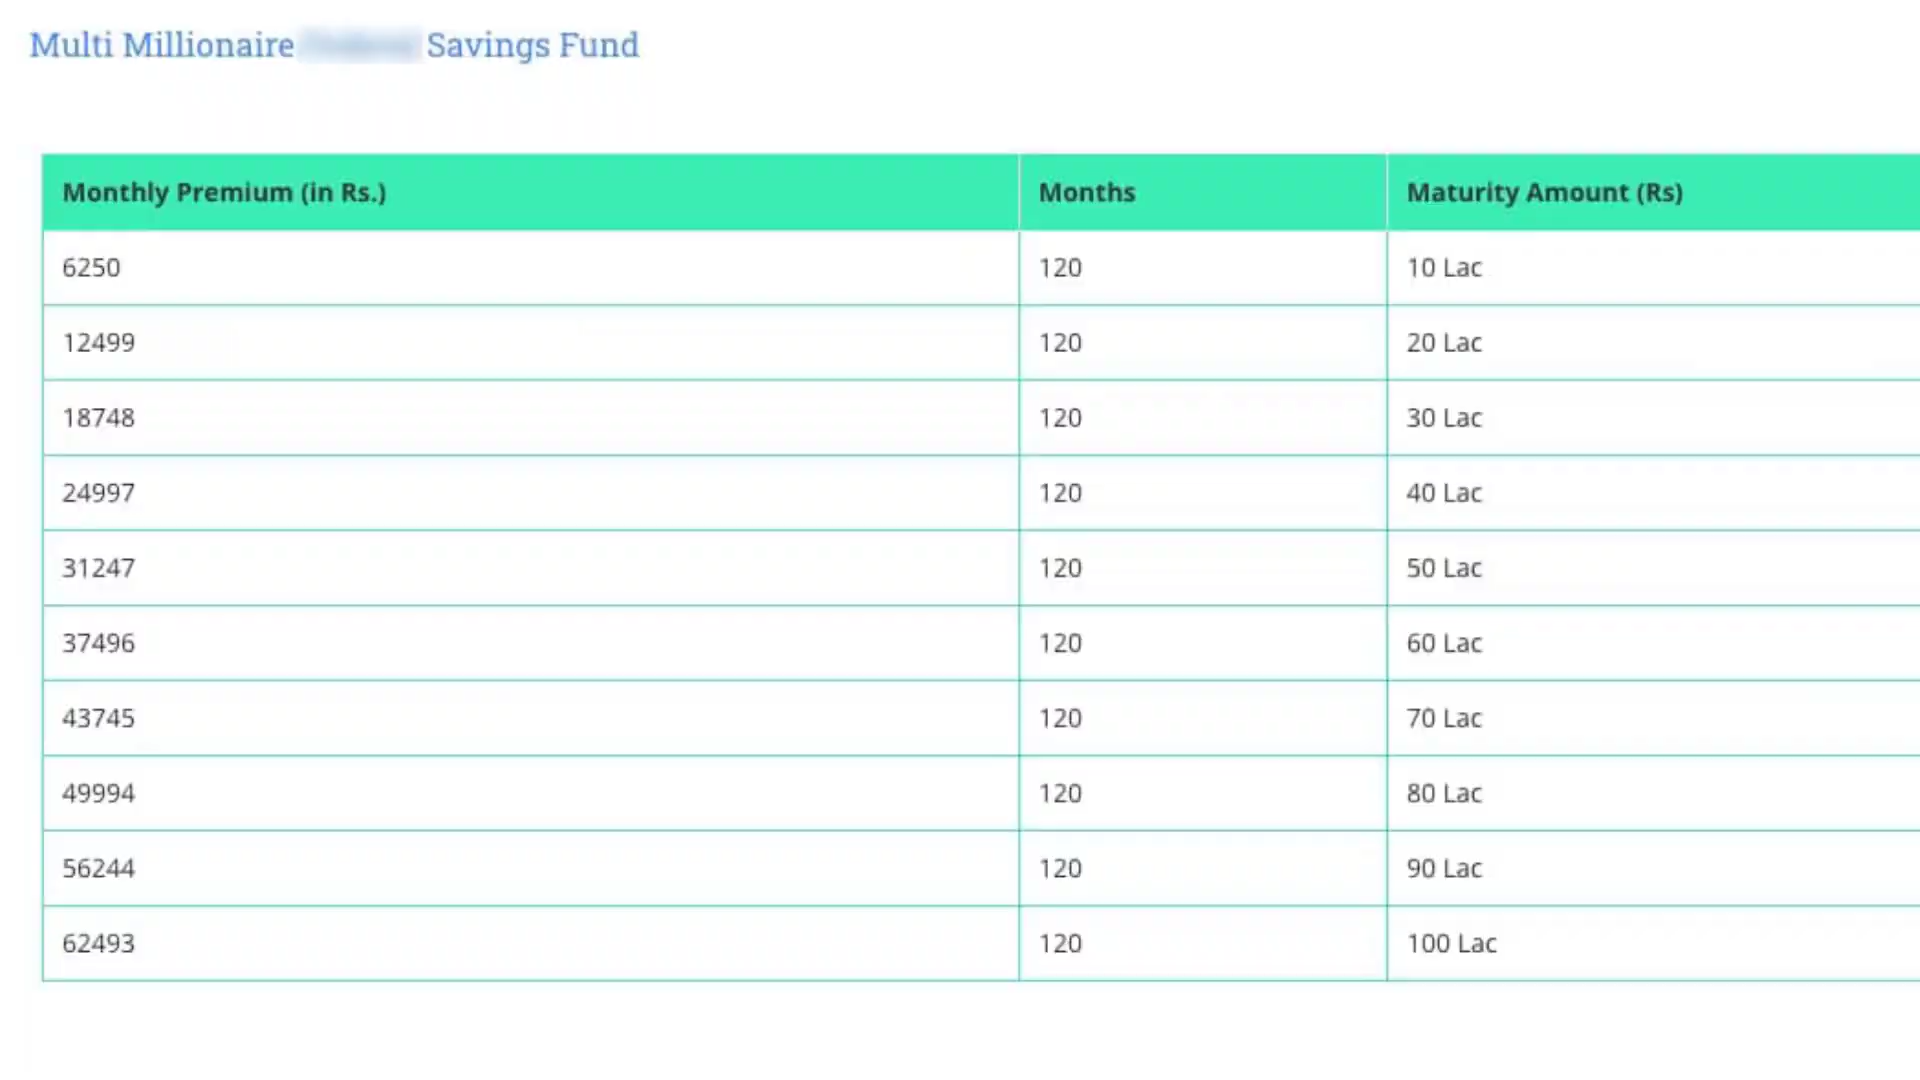 Multi Millionaire Savings Fund
Monthly Premium (in Rs.) Months Maturity Amount (Rs)
6250 120 10 Lac
12499 120 20 Lac
18748 120 30 Lac
24997 120 40 Lac
31247 120 50 Lac
37496 120 60 Lac
43745 120 70 Lac
49994 120 80 Lac
56244 120 90 Lac
62493 120 100 Lac